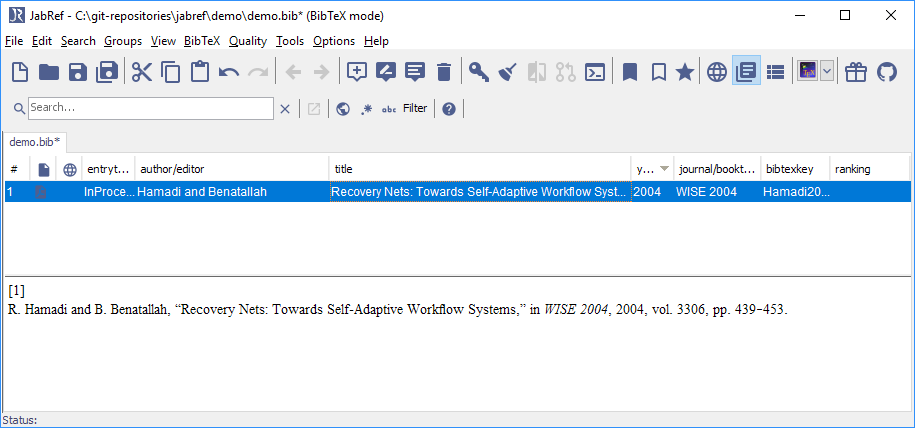 JabRef - C:\git-repositories\jabref\demo\demo.bib* (BibTeX mode)
File Edit Search Groups View BibTeX Quality Tools Options Help
Search... abc Filter
demo.bib*
# entryt... author/editor title y... journal/bookt... bibtexkey ranking
1 InProce... Hamadi and Benatallah Recovery Nets: Towards Self-Adaptive Workflow Syst... 2004 WISE 2004 Hamadi20...
[1]
R. Hamadi and B. Benatallah, “Recovery Nets: Towards Self-Adaptive Workflow Systems,” in WISE 2004, 2004, vol. 3306, pp. 439–453.
Status: